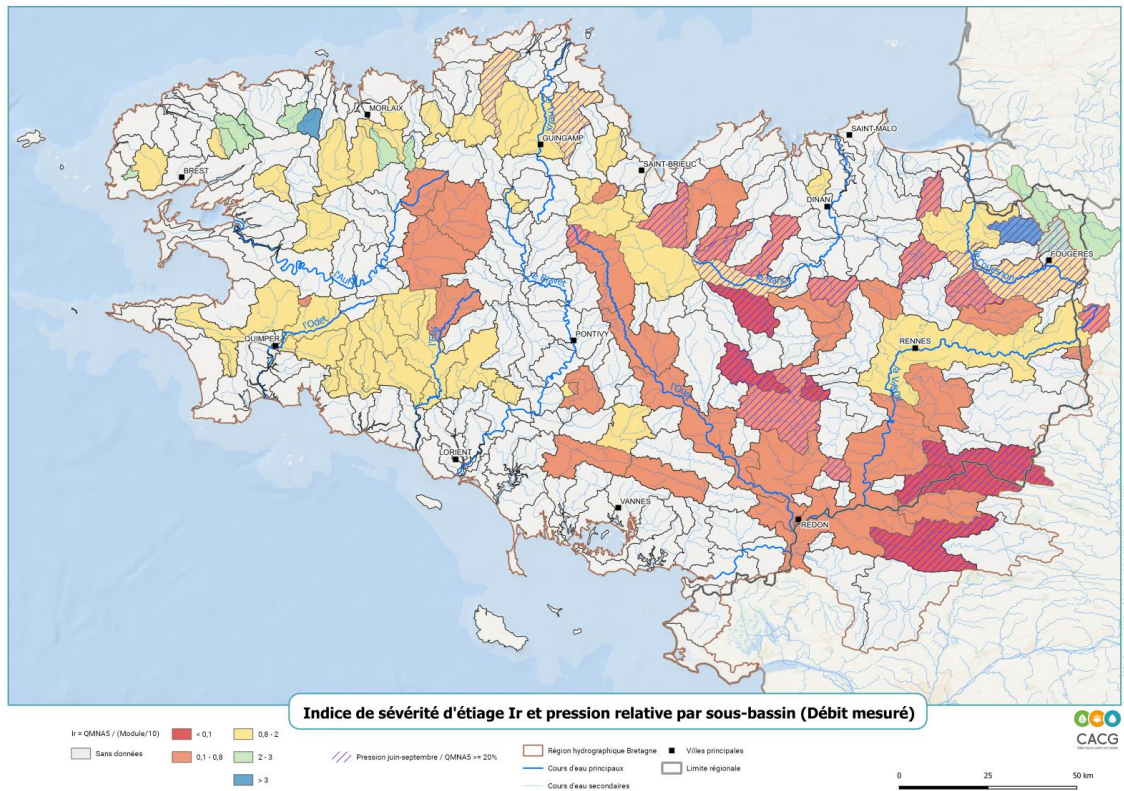 MORLAIX
GUINGAMP
SAINT-MALO
BREST
SAINT-BRIEUC
DINAN
l'Aulne
le Blavet
la Rance
le Couesnon
FOUGERES
l'Odet
QUIMPER
l'Ellé
PONTIVY
RENNES
l'Oust
la Vilaine
LORIENT
VANNES
REDON
Indice de sévérité d'étiage Ir et pression relative par sous-bassin (Débit mesuré)
Ir = QMNA5 / (Module/10)
Sans données
< 0,1
0,1 - 0,8
0,8 - 2
2 - 3
> 3
Pression juin-septembre / QMNA5 >= 20%
Région hydrographique Bretagne
Cours d'eau principaux
Cours d'eau secondaires
Villes principales
Limite régionale
CACG
0 25 50 km